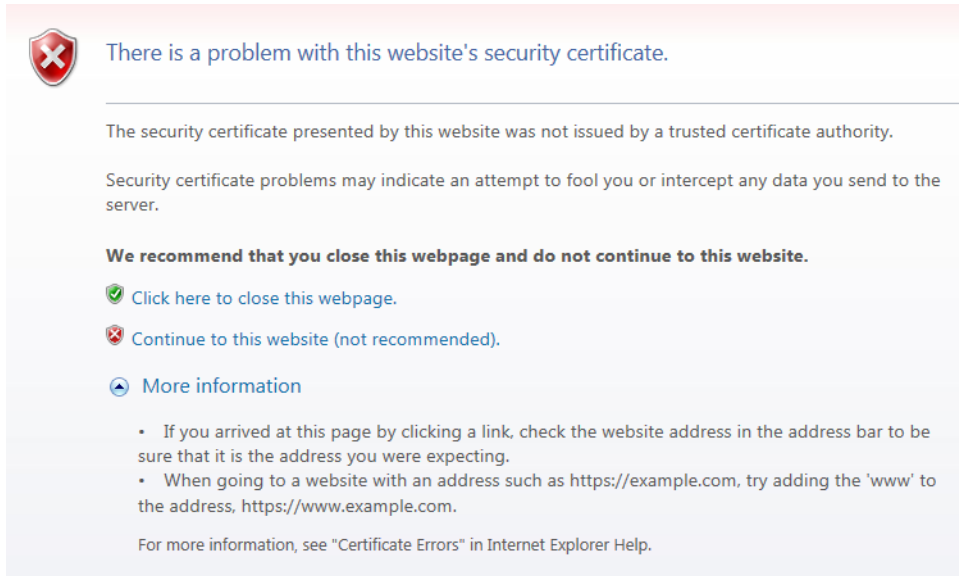 There is a problem with this website's security certificate.
The security certificate presented by this website was not issued by a trusted certificate authority.
Security certificate problems may indicate an attempt to fool you or intercept any data you send to the
server.
We recommend that you close this webpage and do not continue to this website.
Click here to close this webpage.
Continue to this website (not recommended).
More information
• If you arrived at this page by clicking a link, check the website address in the address bar to be
sure that it is the address you were expecting.
• When going to a website with an address such as https://example.com, try adding the 'www' to
the address, https://www.example.com.
For more information, see "Certificate Errors" in Internet Explorer Help.